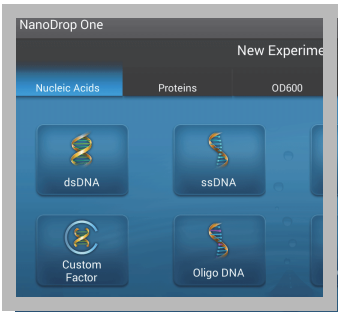 NanoDrop One
New Experime
Nucleic Acids
Proteins
OD600
dsDNA
ssDNA
Custom
Factor
Oligo DNA